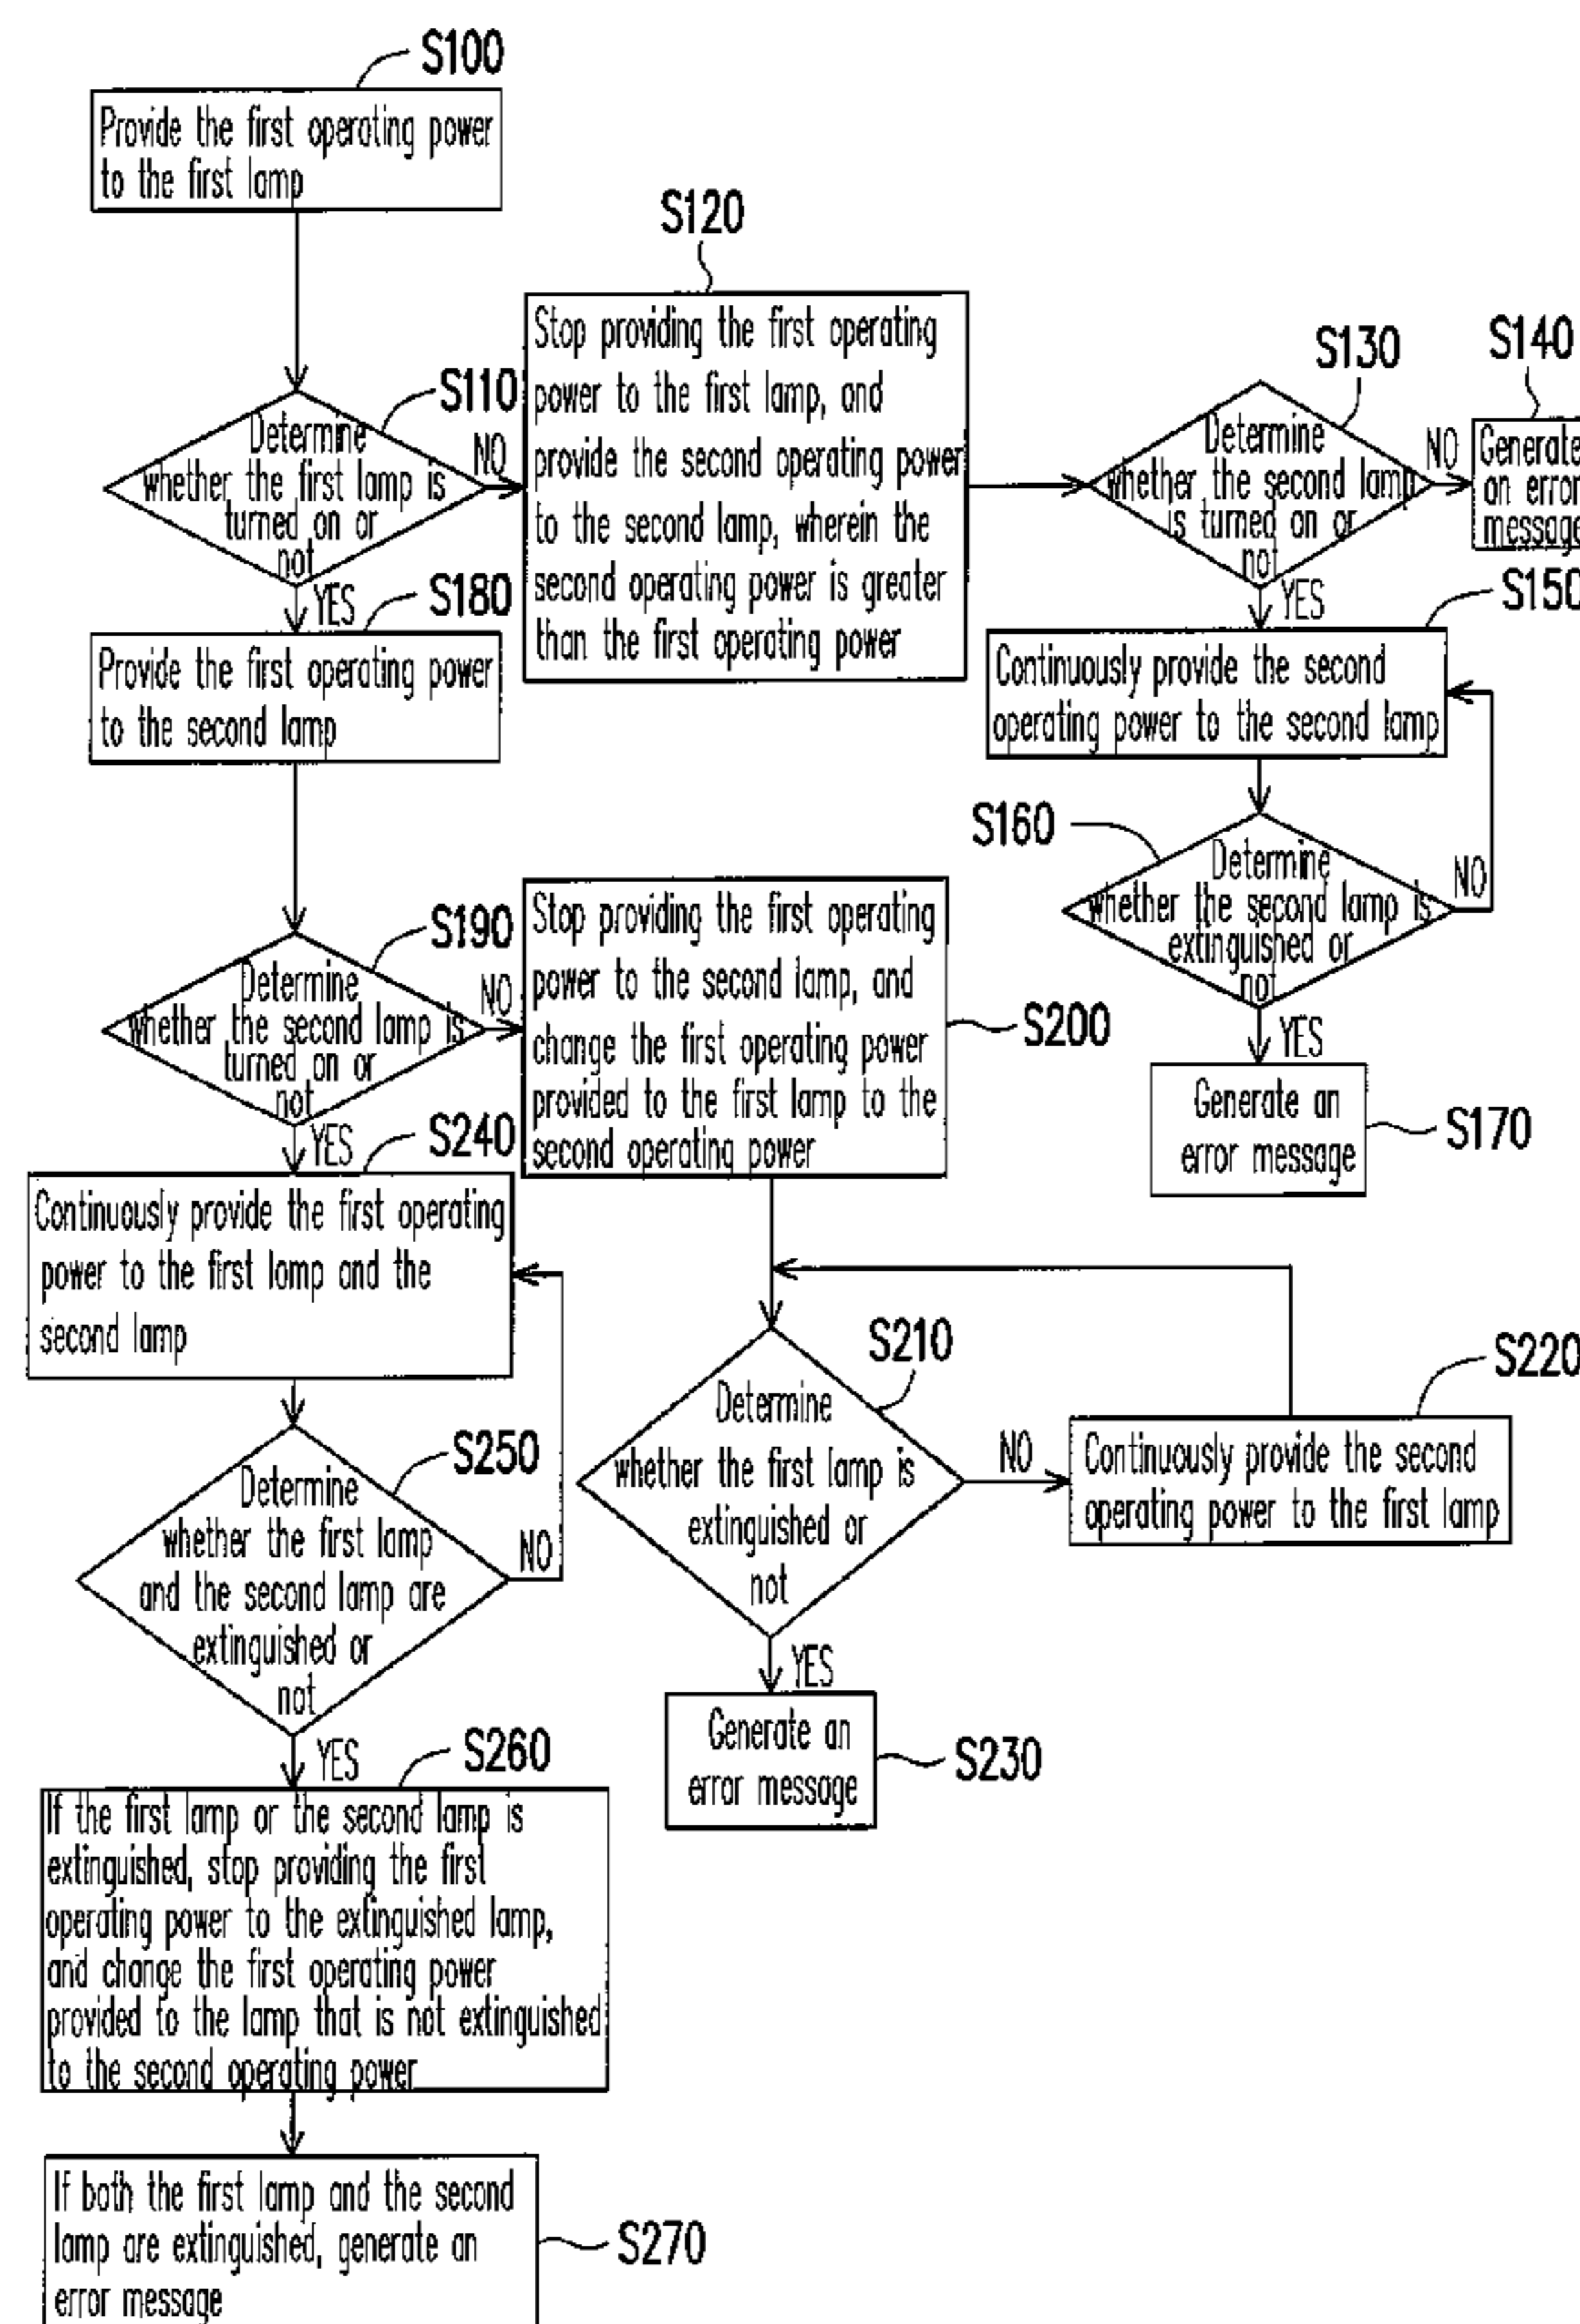 S100
Provide the first operating power
to the first lamp
S110
Determine
whether the first lamp is
turned on or
not
NO
YES
S120
Stop providing the first operating
power to the first lamp, and
provide the second operating power
to the second lamp, wherein the
second operating power is greater
than the first operating power
S130
Determine
whether the second lamp
is turned on or
not
NO
YES
S140
Generate
an error
message
S150
Continuously provide the second
operating power to the second lamp
S160
Determine
whether the second lamp is
extinguished or
not
NO
YES
Generate an
error message
S170
S180
Provide the first operating power
to the second lamp
S190
Determine
whether the second lamp is
turned on or
not
NO
YES
Stop providing the first operating
power to the second lamp, and
change the first operating power
provided to the first lamp to the
second operating power
S200
S210
Determine
whether the first lamp is
extinguished or
not
NO
YES
S220
Continuously provide the second
operating power to the first lamp
Generate an
error message
S230
S240
Continuously provide the first operating
power to the first lamp and the
second lamp
S250
Determine
whether the first lamp
and the second lamp are
extinguished or
not
NO
YES
S260
If the first lamp or the second lamp is
extinguished, stop providing the first
operating power to the extinguished lamp,
and change the first operating power
provided to the lamp that is not extinguished
to the second operating power
If both the first lamp and the second
lamp are extinguished, generate an
error message
S270